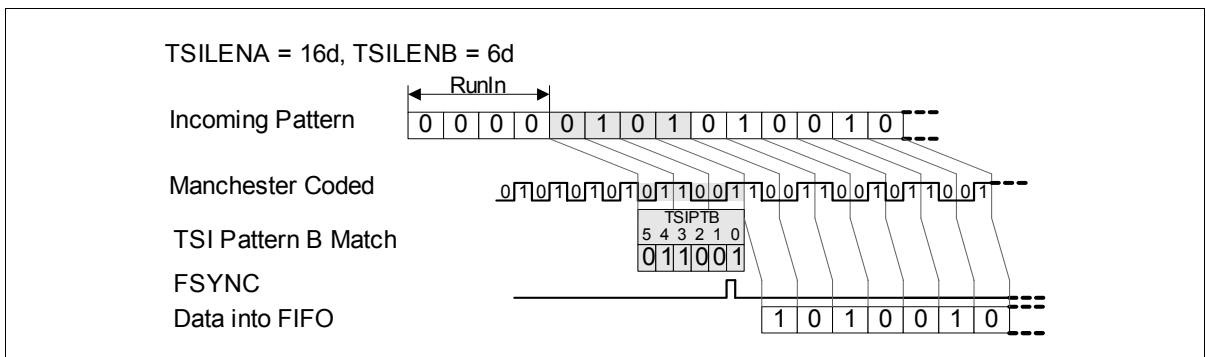 TSILENA = 16d, TSILENB = 6d
RunIn
Incoming Pattern 0 0 0 0 0 1 0 1 0 1 0 0 1 0
Manchester Coded 0 1 0 1 0 1 0 1 0 1 1 0 0 1 1 0 0 1 1 0 0 1 0 1 1 0 0 1
TSIPTB
5 4 3 2 1 0
TSI Pattern B Match 0 1 1 0 0 1
FSYNC
Data into FIFO 1 0 1 0 0 1 0